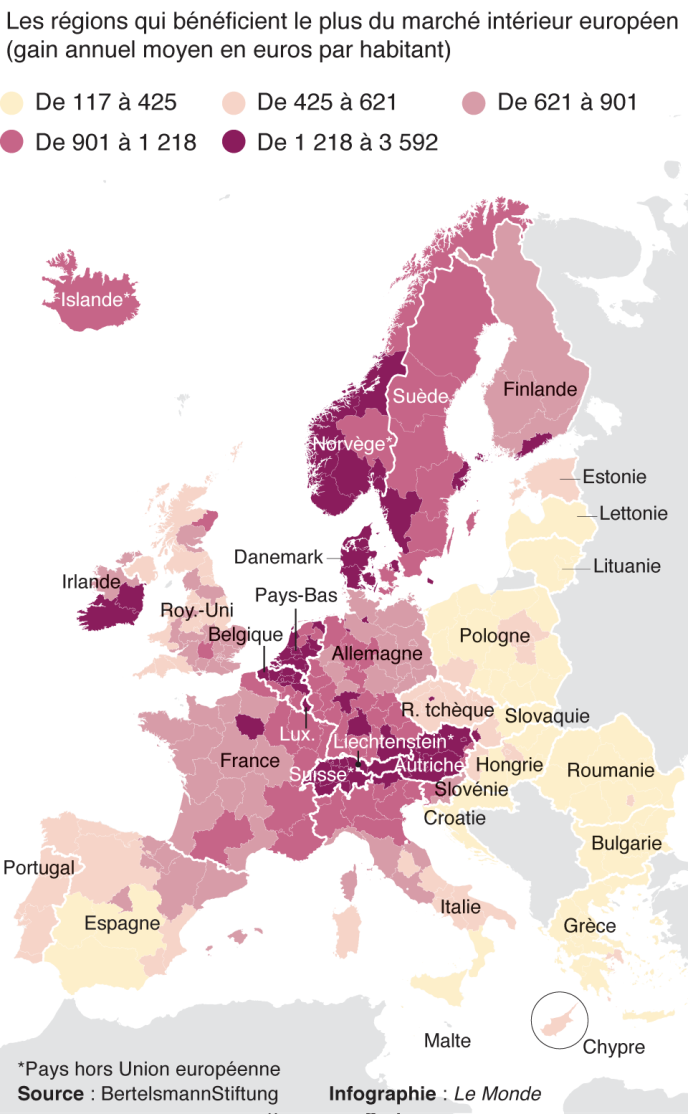 Les régions qui bénéficient le plus du marché intérieur européen
(gain annuel moyen en euros par habitant)
De 117 à 425
De 425 à 621
De 621 à 901
De 901 à 1 218
De 1 218 à 3 592
Islande*
Suède
Finlande
Norvège*
Estonie
Lettonie
Danemark
Lituanie
Irlande
Pays-Bas
Roy.-Uni
Belgique
Pologne
Allemagne
R. tchèque
Slovaquie
Lux.
Liechtenstein*
France
Suisse*
Autriche
Hongrie
Roumanie
Slovénie
Croatie
Bulgarie
Portugal
Espagne
Italie
Grèce
Malte
Chypre
*Pays hors Union européenne
Source : BertelsmannStiftung
Infographie : Le Monde